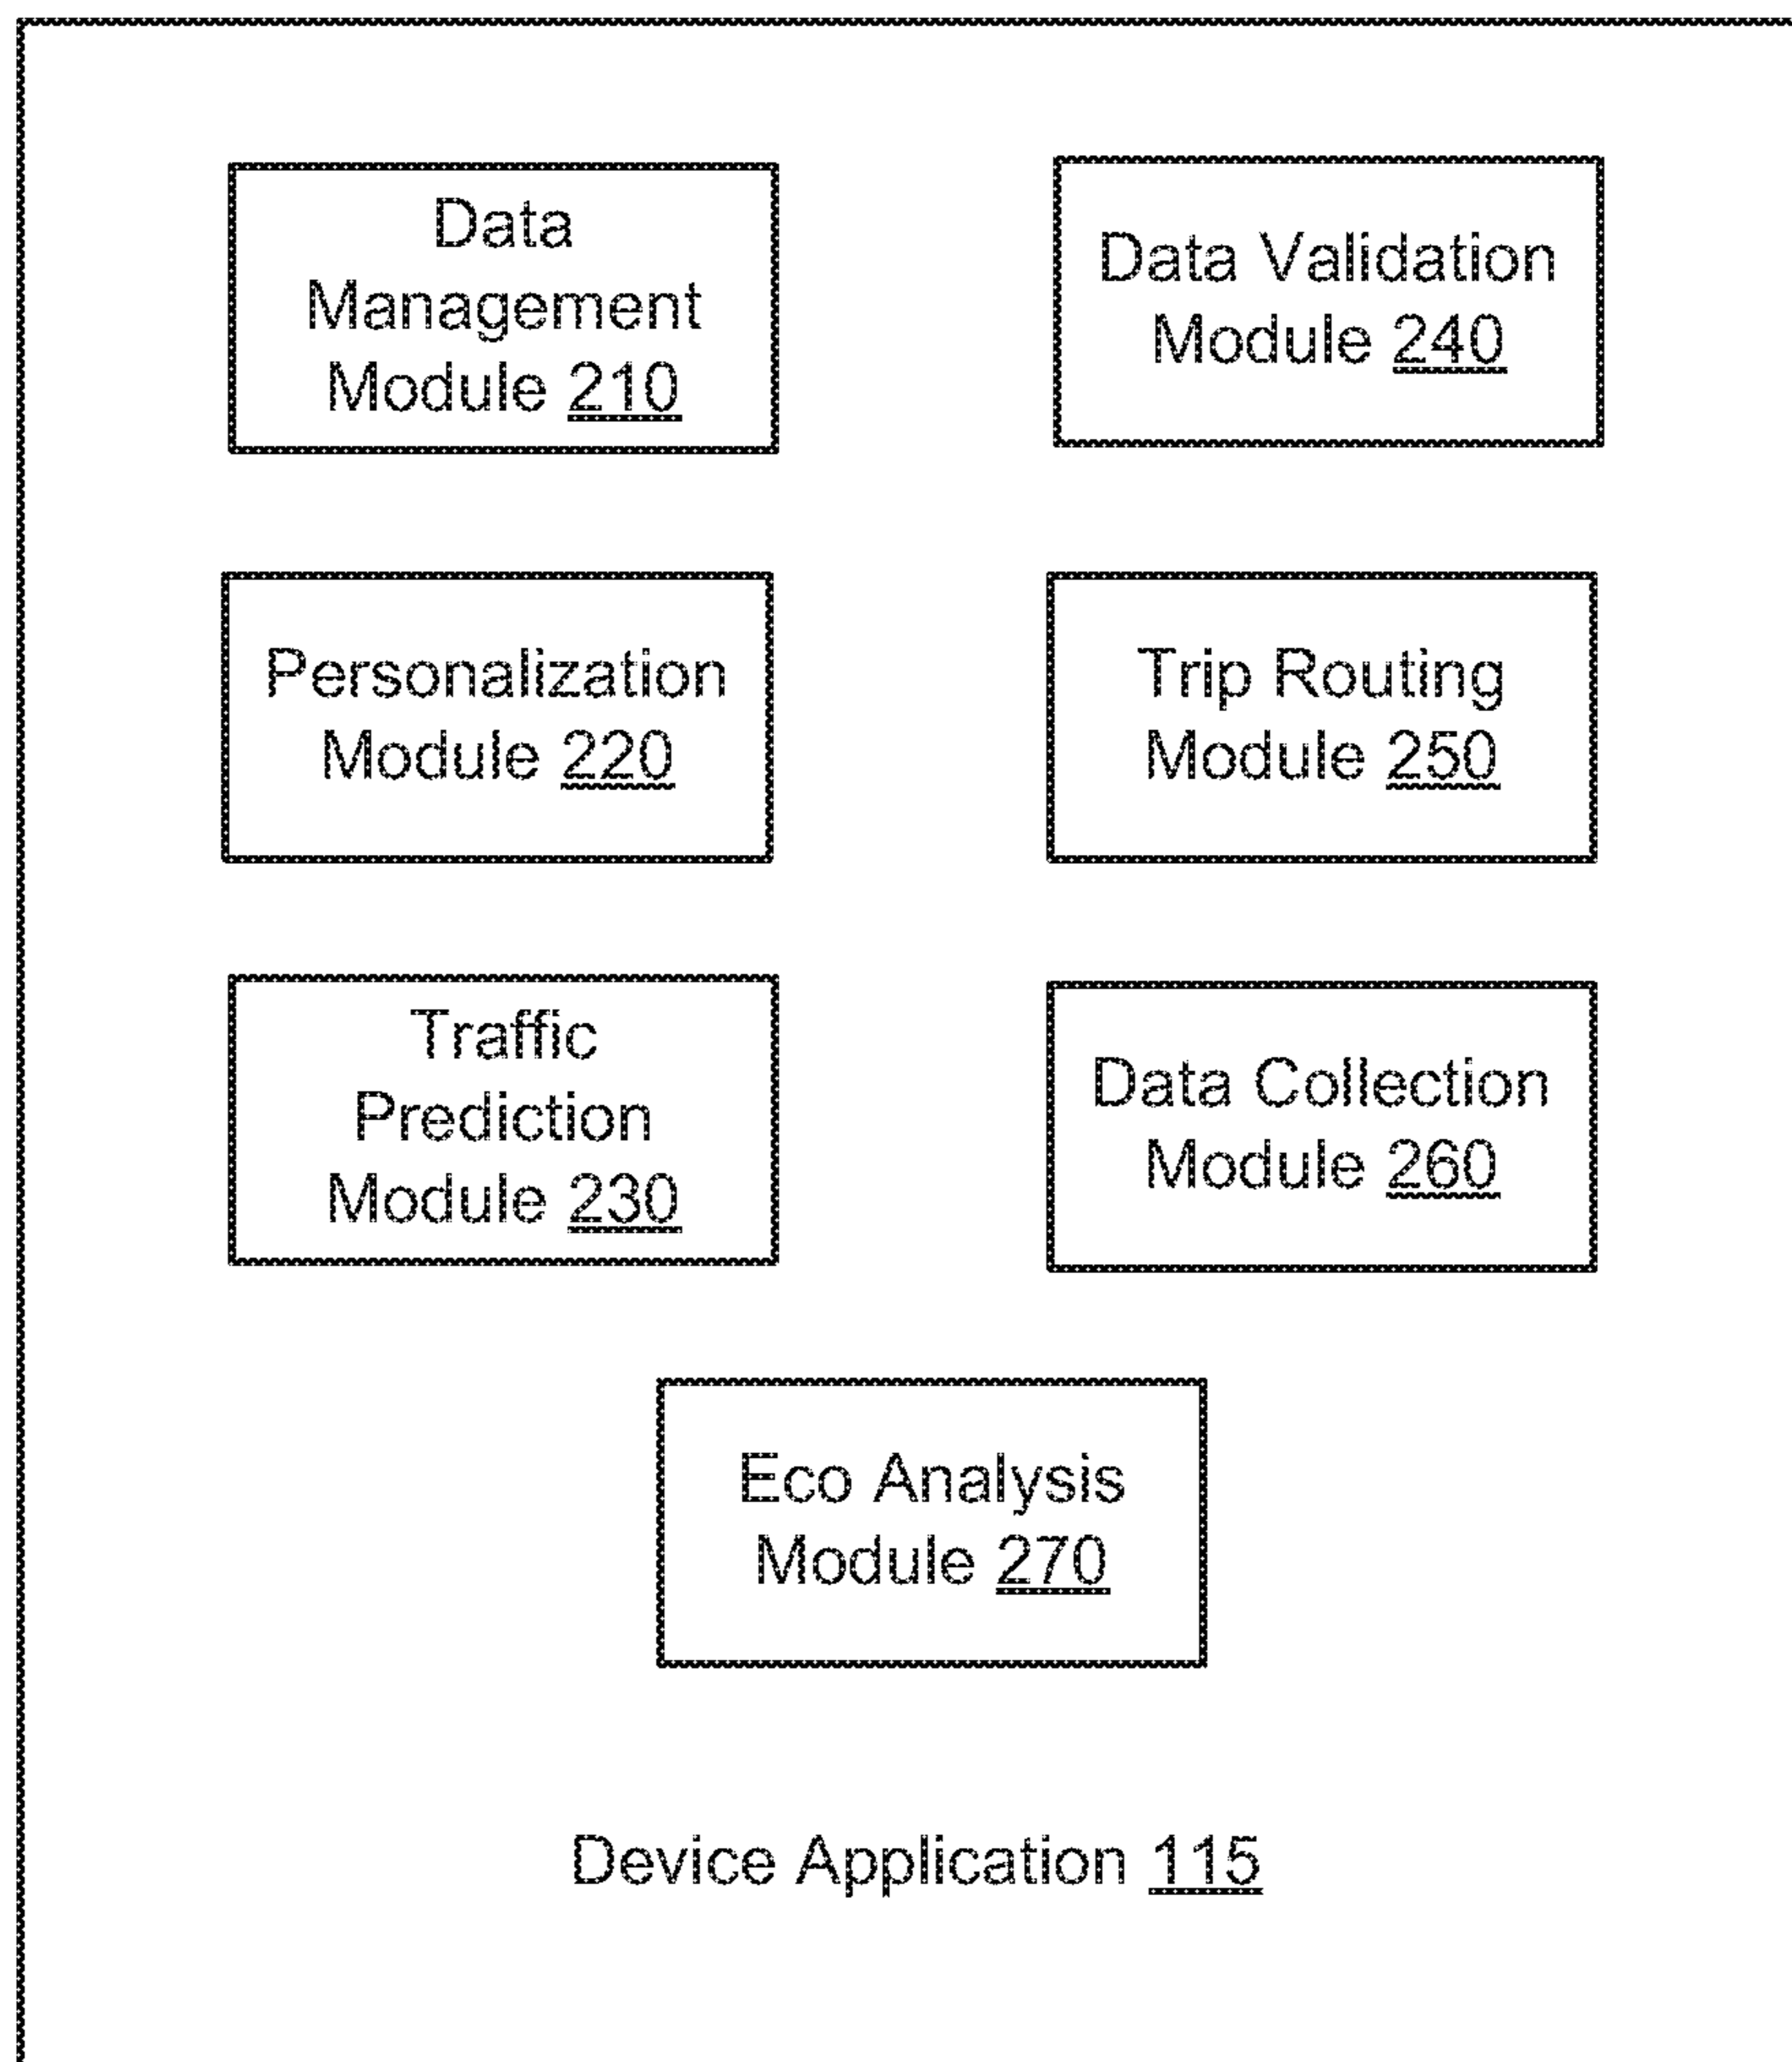 Data
Management
Module 210
Data Validation
Module 240
Personalization
Module 220
Trip Routing
Module 250
Traffic
Prediction
Module 230
Data Collection
Module 260
Eco Analysis
Module 270
Device Application 115